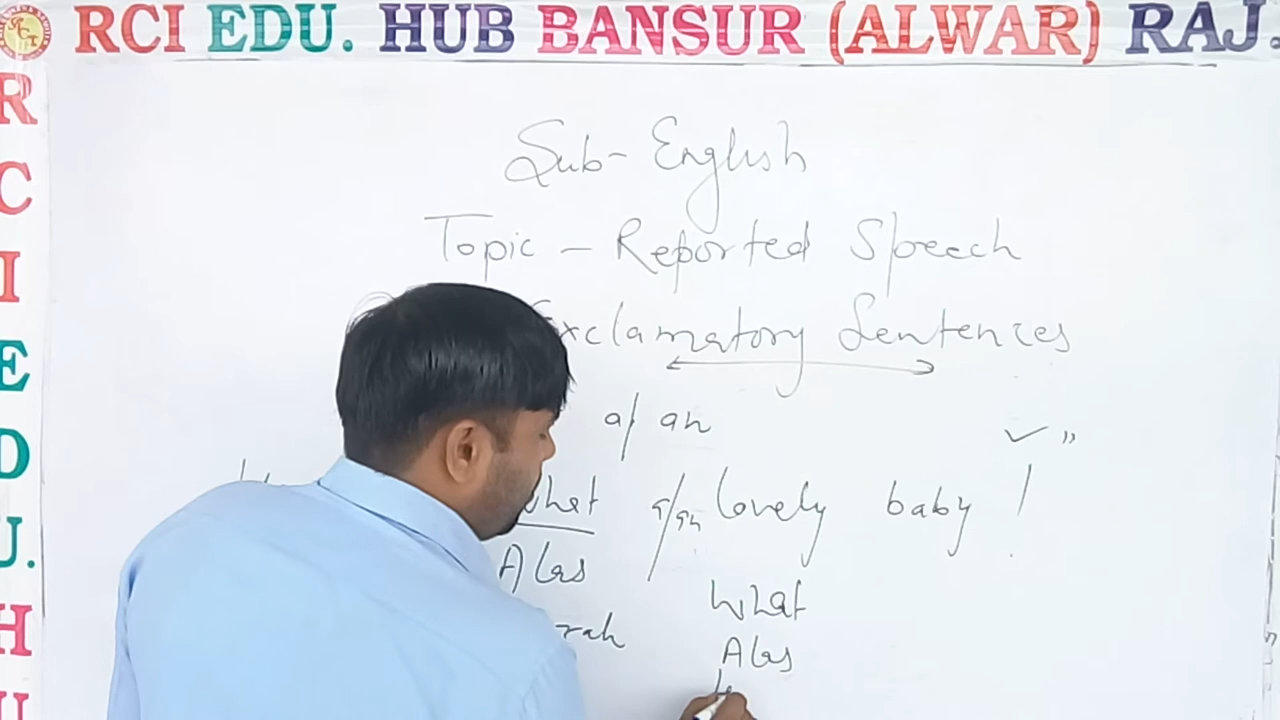 RCI EDU. HUB BANSUR (ALWAR) RAJ.
R
C
I
E
D
U.
H
Sub- English
Topic - Reported Speech
Exclamatory Sentences
a/ an
What a/an lovely baby !
Alas
What
Alas